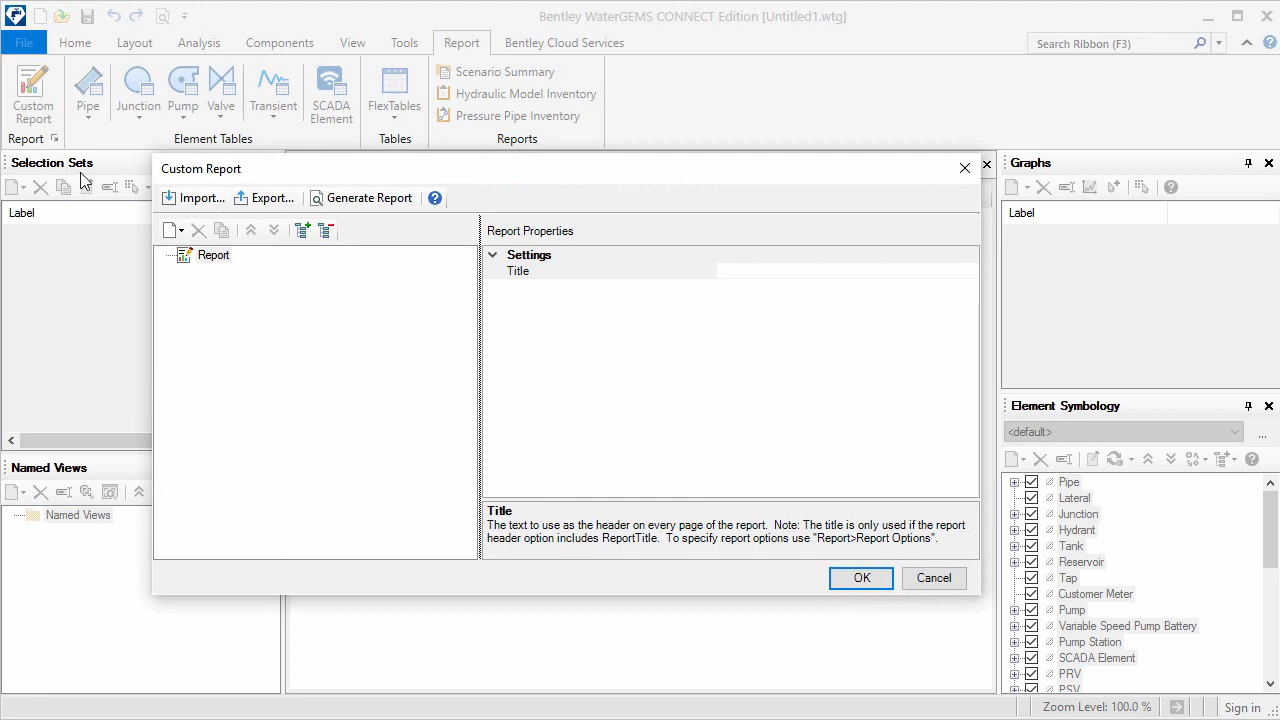 Bentley WaterGEMS CONNECT Edition [Untitled1.wtg]
File Home Layout Analysis Components View Tools Report Bentley Cloud Services
Search Ribbon (F3)
Custom Report
Pipe
Junction
Pump
Valve
Transient
SCADA Element
FlexTables
Scenario Summary
Hydraulic Model Inventory
Pressure Pipe Inventory
Report
Element Tables
Tables
Reports
Selection Sets
Label
Named Views
Named Views
Custom Report
Import... Export... Generate Report
Report
Report Properties
Settings
Title
Title
The text to use as the header on every page of the report. Note: The title is only used if the report
header option includes ReportTitle. To specify report options use "Report>Report Options".
OK Cancel
Graphs
Label
Element Symbology
<default>
...
Pipe
Lateral
Junction
Hydrant
Tank
Reservoir
Tap
Customer Meter
Pump
Variable Speed Pump Battery
Pump Station
SCADA Element
PRV
PSV
Zoom Level: 100.0 %
Sign in